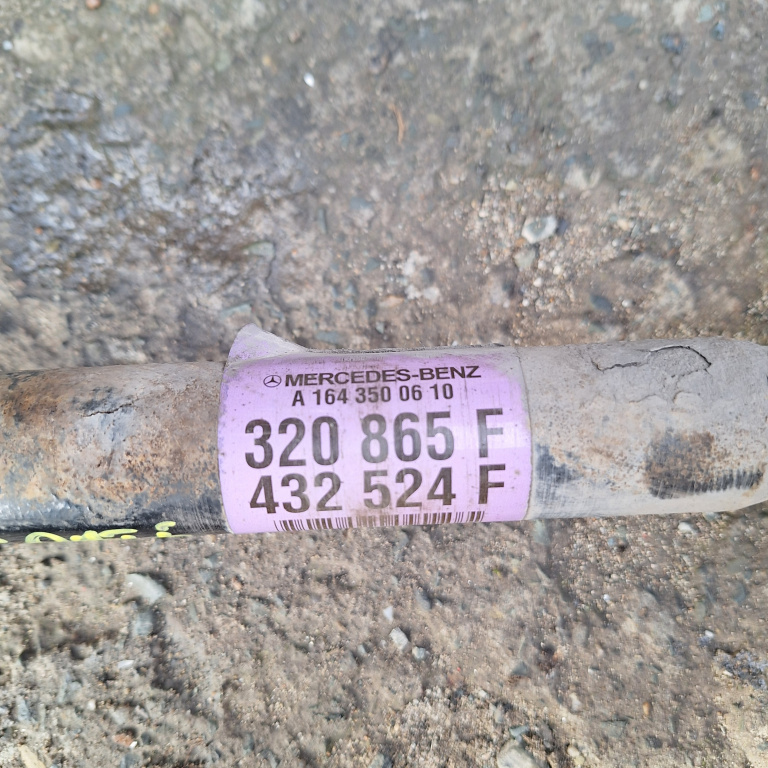 MERCEDES-BENZ
A 164 350 06 10
320 865 F
432 524 F